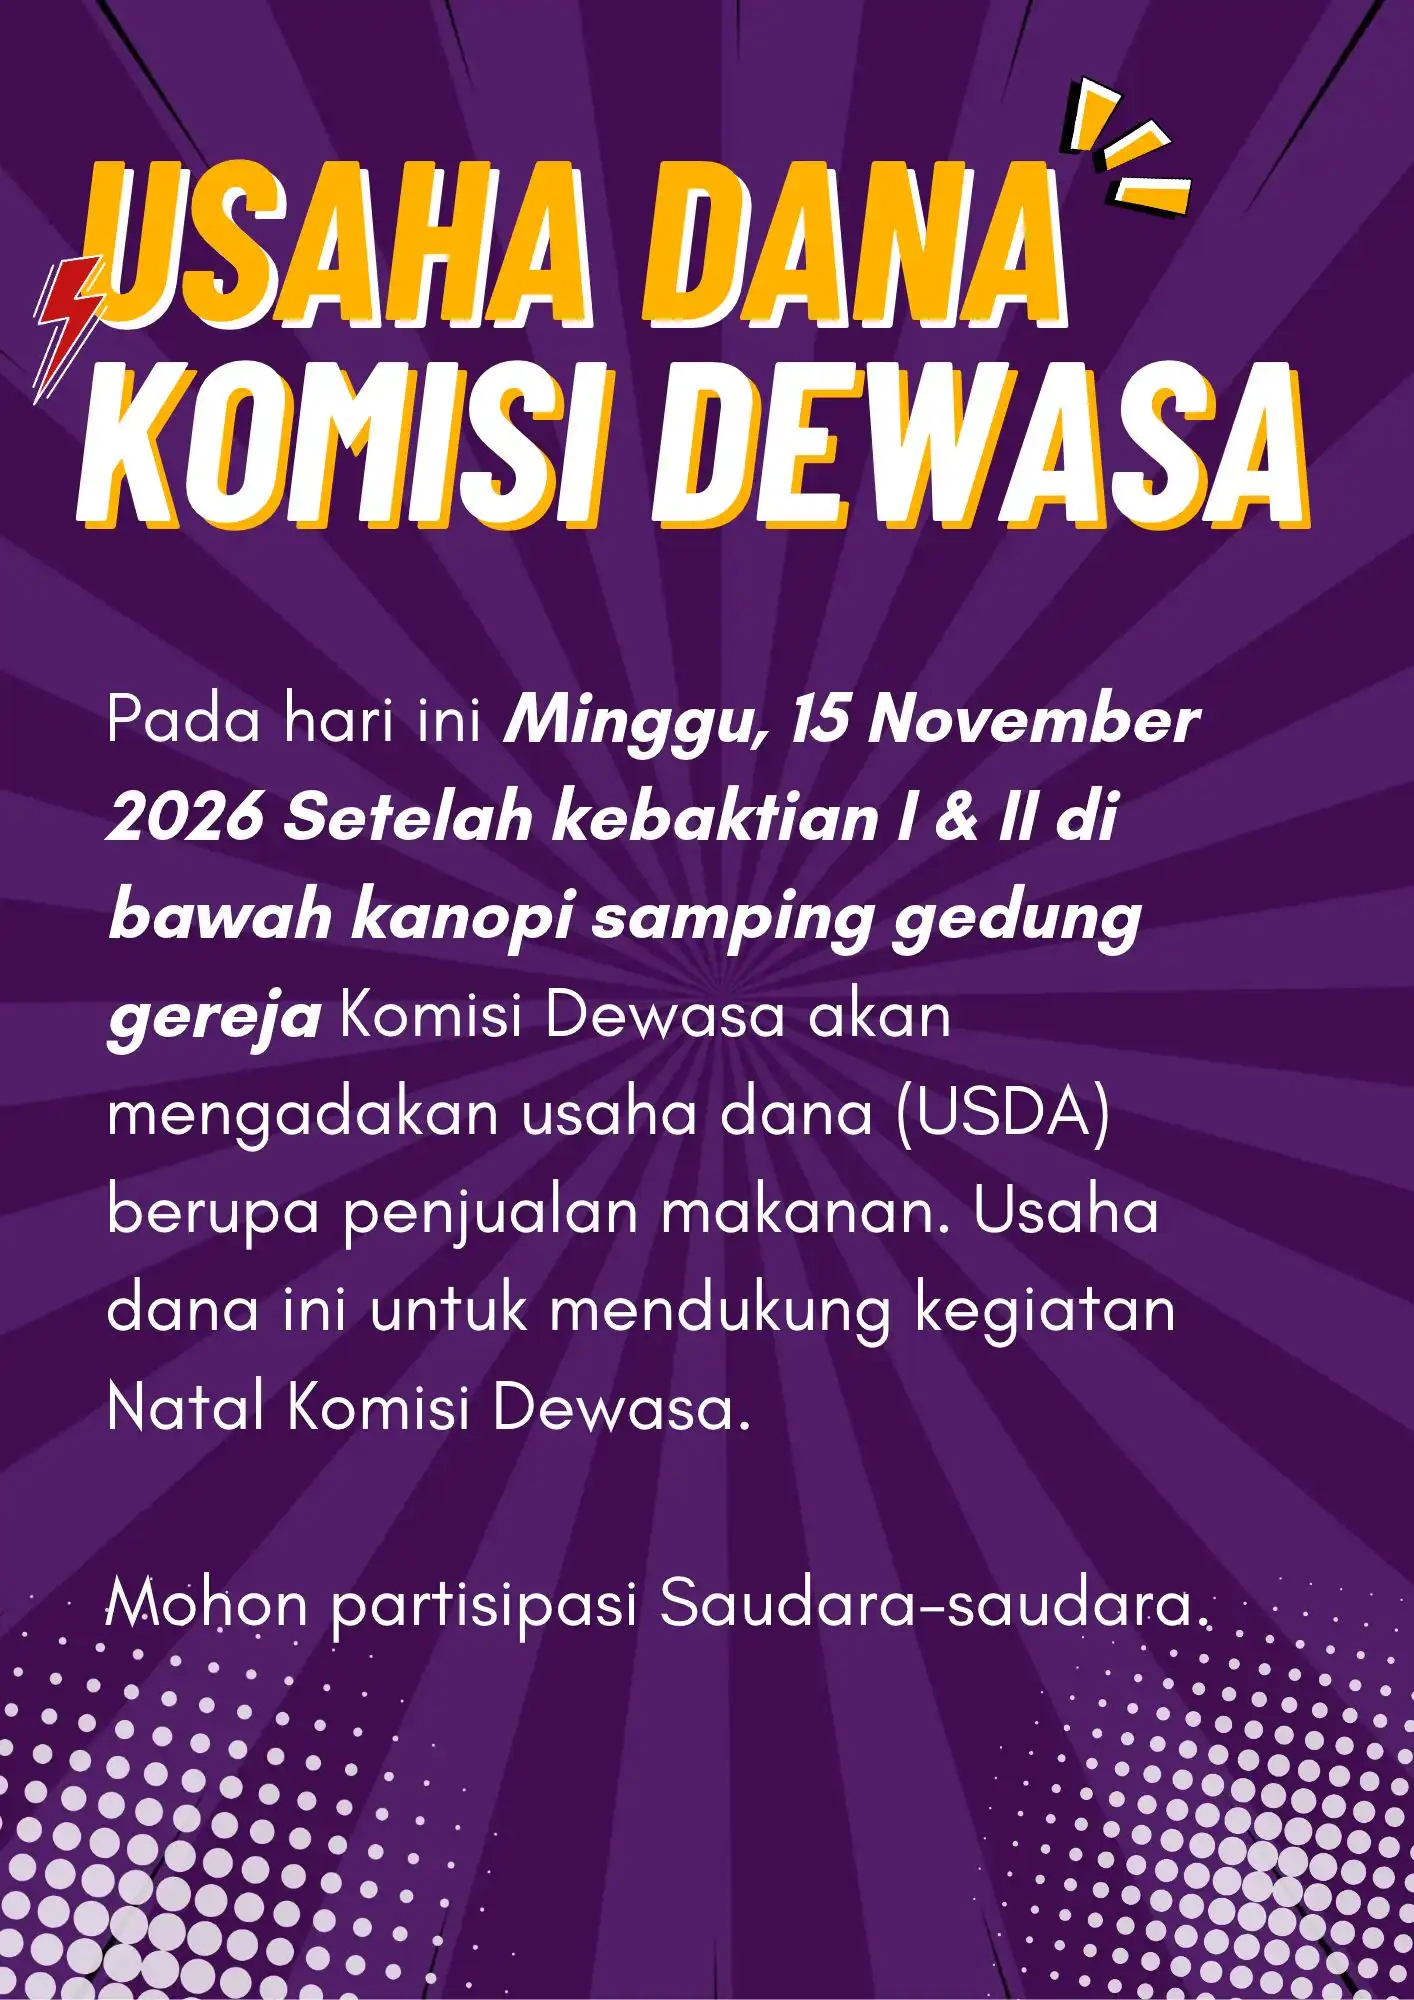 USAHA DANA
KOMISI DEWASA
Pada hari ini Minggu, 15 November
2026 Setelah kebaktian I & II di
bawah kanopi samping gedung
gereja Komisi Dewasa akan
mengadakan usaha dana (USDA)
berupa penjualan makanan. Usaha
dana ini untuk mendukung kegiatan
Natal Komisi Dewasa.
Mohon partisipasi Saudara-saudara.